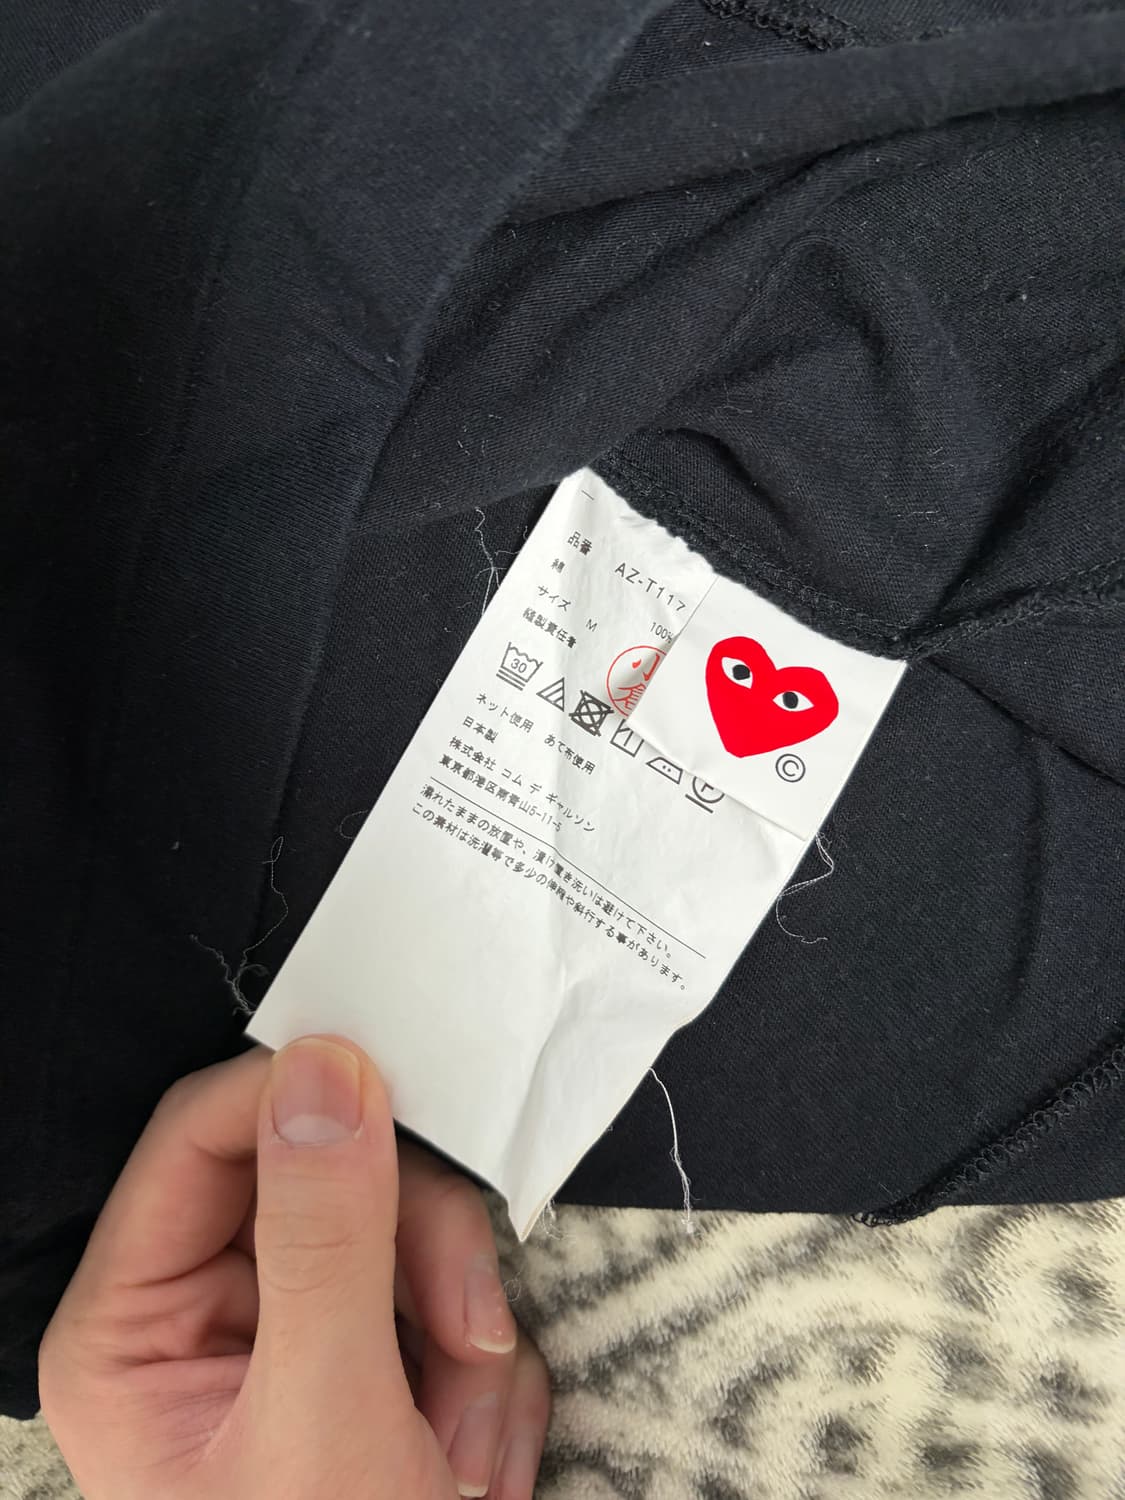 品番 AZ-T117
綿 100%
サイズ M
縫製責任者 小倉
30
ネット使用 あて布使用
日本製
株式会社 コム デ ギャルソン
東京都港区南青山5-11-5
濡れたままの放置や、漬け置き洗いは避けて下さい。
この素材は洗濯等で多少の伸縮や斜行する事があります。
©
P